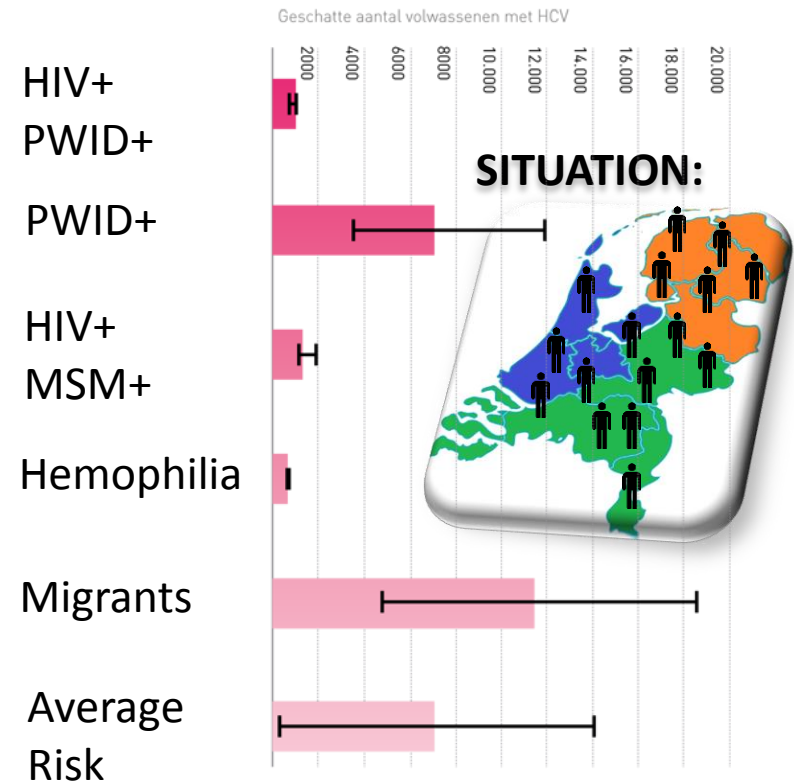 Geschatte aantal volwassenen met HCV
2000 4000 6000 8000 10.000 12.000 14.000 16.000 18.000 20.000
HIV+
PWID+
SITUATION:
PWID+
HIV+
MSM+
Hemophilia
Migrants
Average
Risk